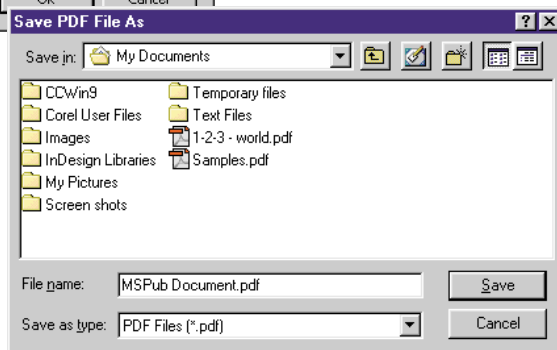 OK Cancel
Save PDF File As
Save in: My Documents
CCWin9 Temporary files
Corel User Files Text Files
Images 1-2-3 - world.pdf
InDesign Libraries Samples.pdf
My Pictures
Screen shots
File name: MSPub Document.pdf Save
Save as type: PDF Files (*.pdf) Cancel